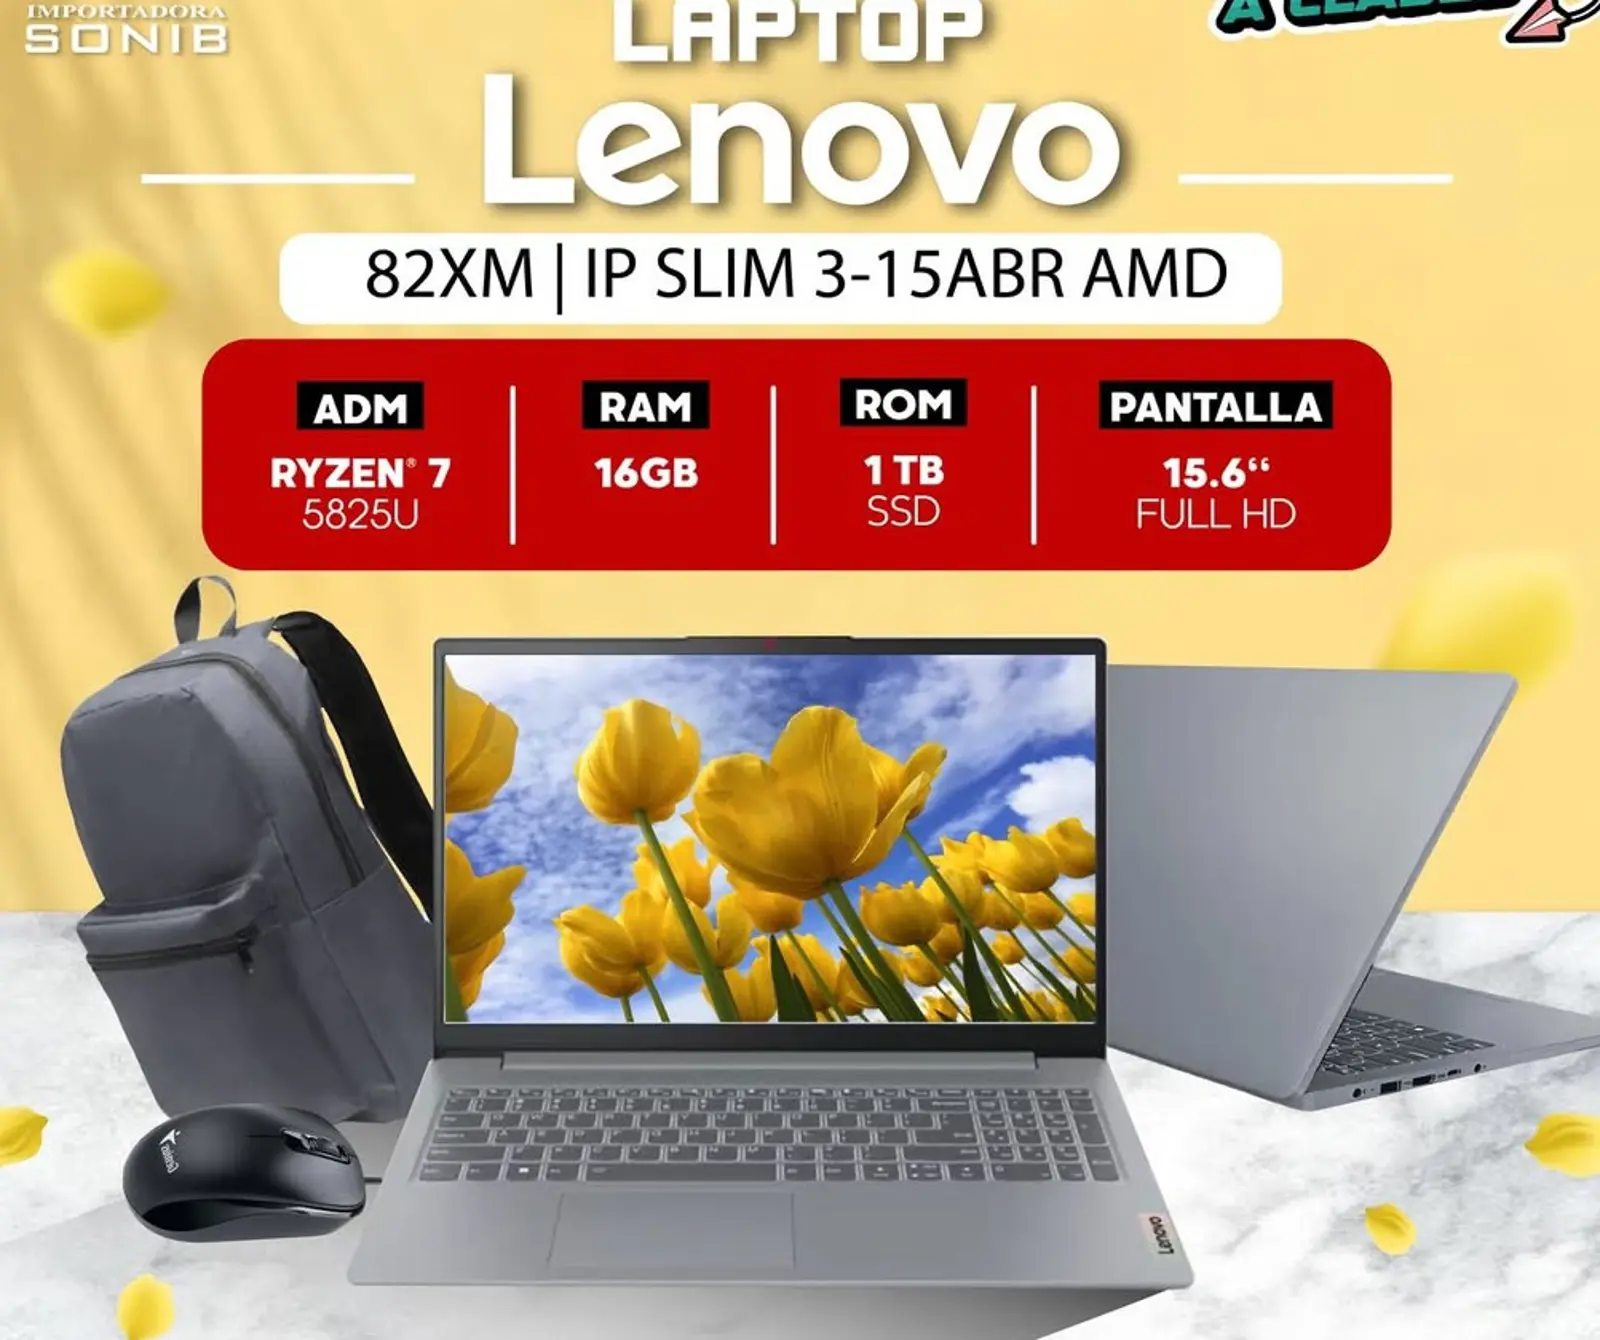 IMPORTADORA
SONIB
LAPTOP
Lenovo
82XM | IP SLIM 3-15ABR AMD
ADM
RYZEN® 7
5825U
RAM
16GB
ROM
1 TB
SSD
PANTALLA
15.6“
FULL HD
Genius
Lenovo